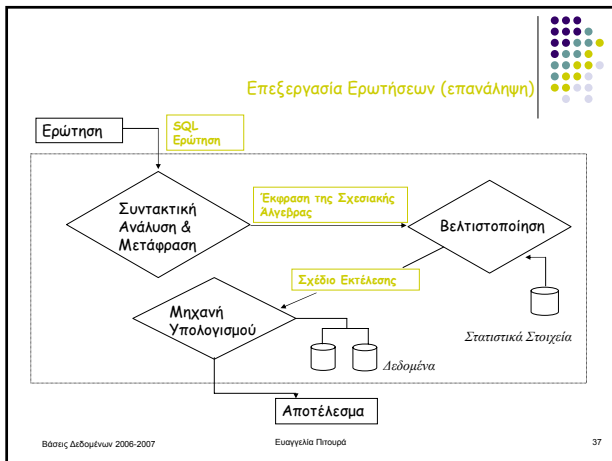 Επεξεργασία Ερωτήσεων (επανάληψη)
Ερώτηση
SQL
Ερώτηση
Συντακτική
Ανάλυση &
Μετάφραση
Έκφραση της Σχεσιακής
Άλγεβρας
Βελτιστοποίηση
Σχέδιο Εκτέλεσης
Μηχανή
Υπολογισμού
Στατιστικά Στοιχεία
Δεδομένα
Αποτέλεσμα
Βάσεις Δεδομένων 2006-2007
Ευαγγελία Πιτουρά
37